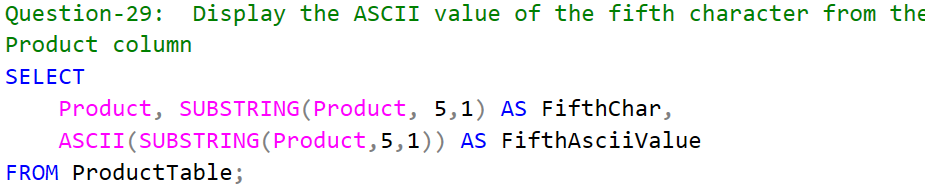 Question-29:  Display the ASCII value of the fifth character from the
Product column
SELECT
    Product, SUBSTRING(Product, 5,1) AS FifthChar,
    ASCII(SUBSTRING(Product,5,1)) AS FifthAsciiValue
FROM ProductTable;